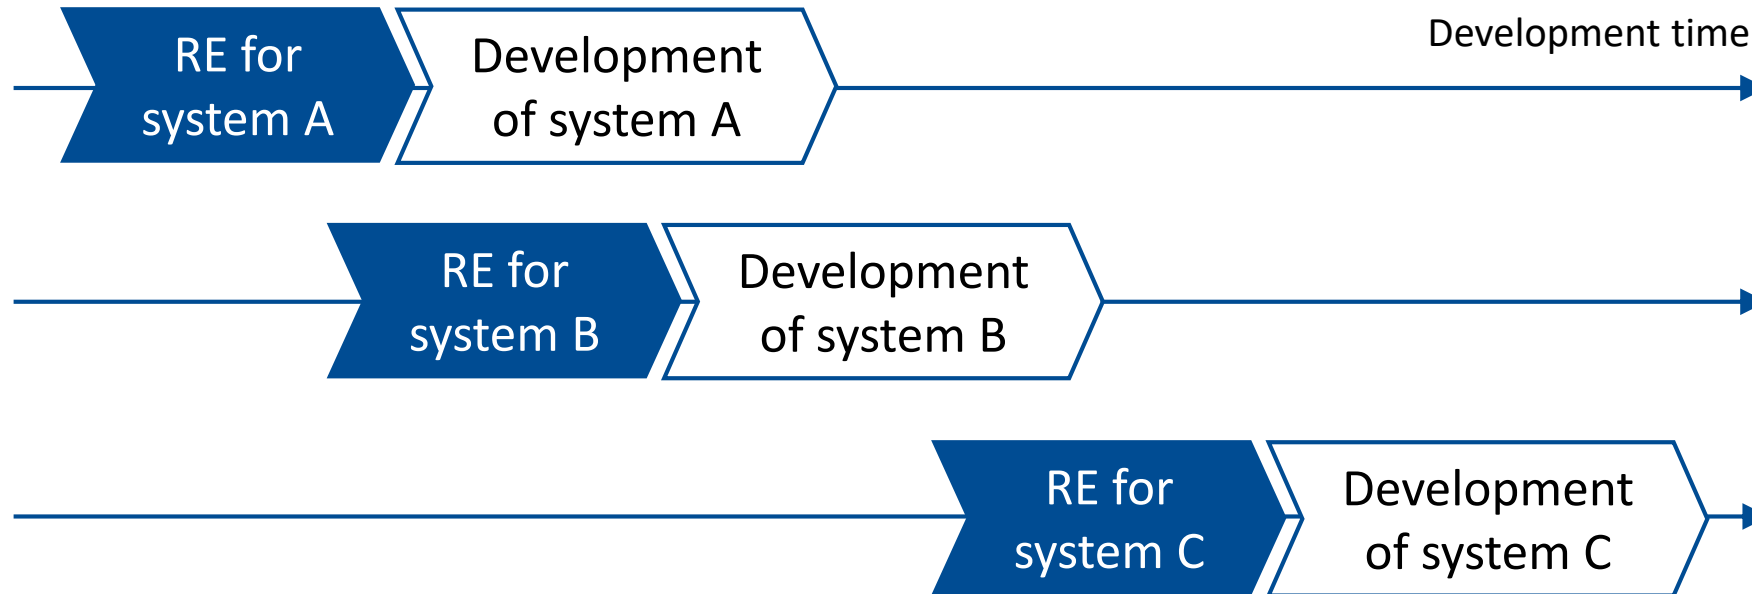 Development time
RE for
system A
Development
of system A
RE for
system B
Development
of system B
RE for
system C
Development
of system C